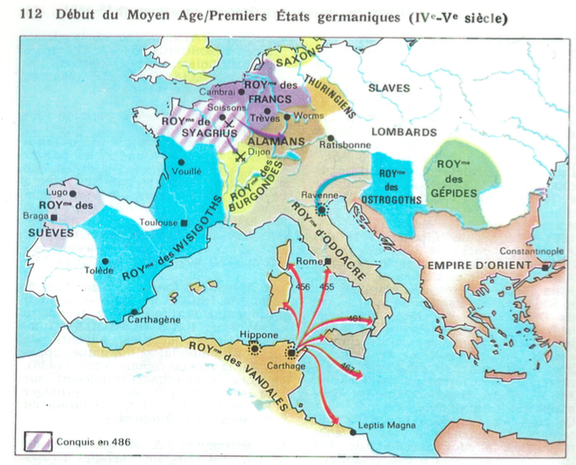 112 Début du Moyen Age/Premiers États germaniques (IVe-Ve siècle)
SAXONS
Cambrai
ROYme des
FRANCS
THURINGIENS
SLAVES
Soissons
Trèves
Worms
ROYme de
SYAGRIUS
ALAMANS
LOMBARDS
Ratisbonne
Dijon
Vouillé
ROYme des
BURGONDES
ROYme
des
OSTROGOTHS
ROYme
des
GÉPIDES
Lugo
ROYme des
Braga
SUÈVES
Ravenne
Toulouse
ROYme des WISIGOTHS
ROYme D'ODOACRE
Constantinople
Tolède
Rome
EMPIRE D'ORIENT
456
455
Carthagène
461
Hippone
ROYme des VANDALES
Carthage
Leptis Magna
Conquis en 486